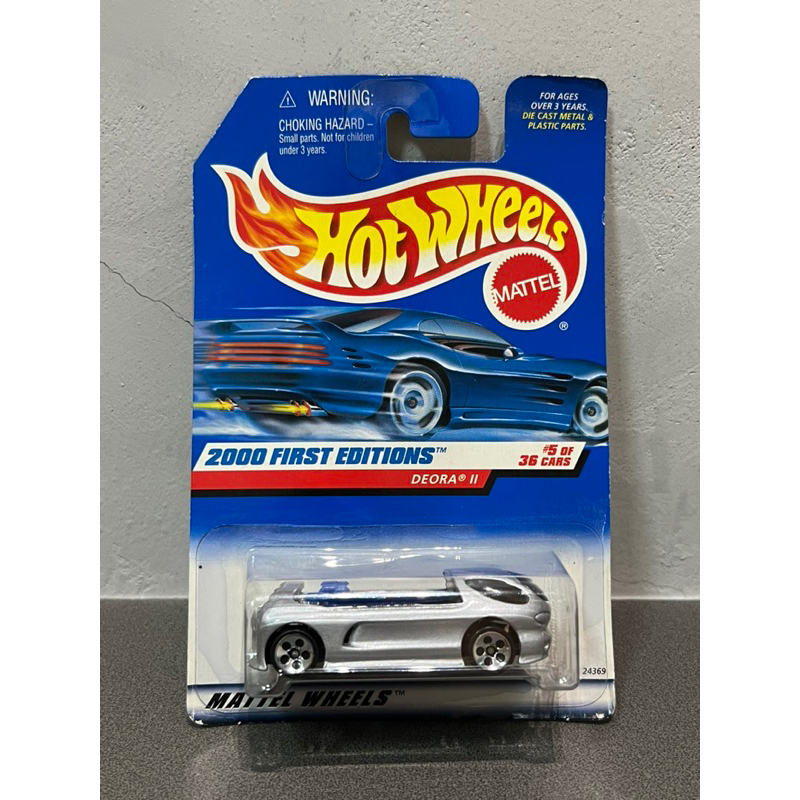 ⚠ WARNING:
CHOKING HAZARD –
Small parts. Not for children
under 3 years.
FOR AGES
OVER 3 YEARS.
DIE CAST METAL &
PLASTIC PARTS.
HOT WHEELS
MATTEL
®
2000 FIRST EDITIONS™
#5 OF
36 CARS
DEORA® II
24369
MATTEL WHEELS™